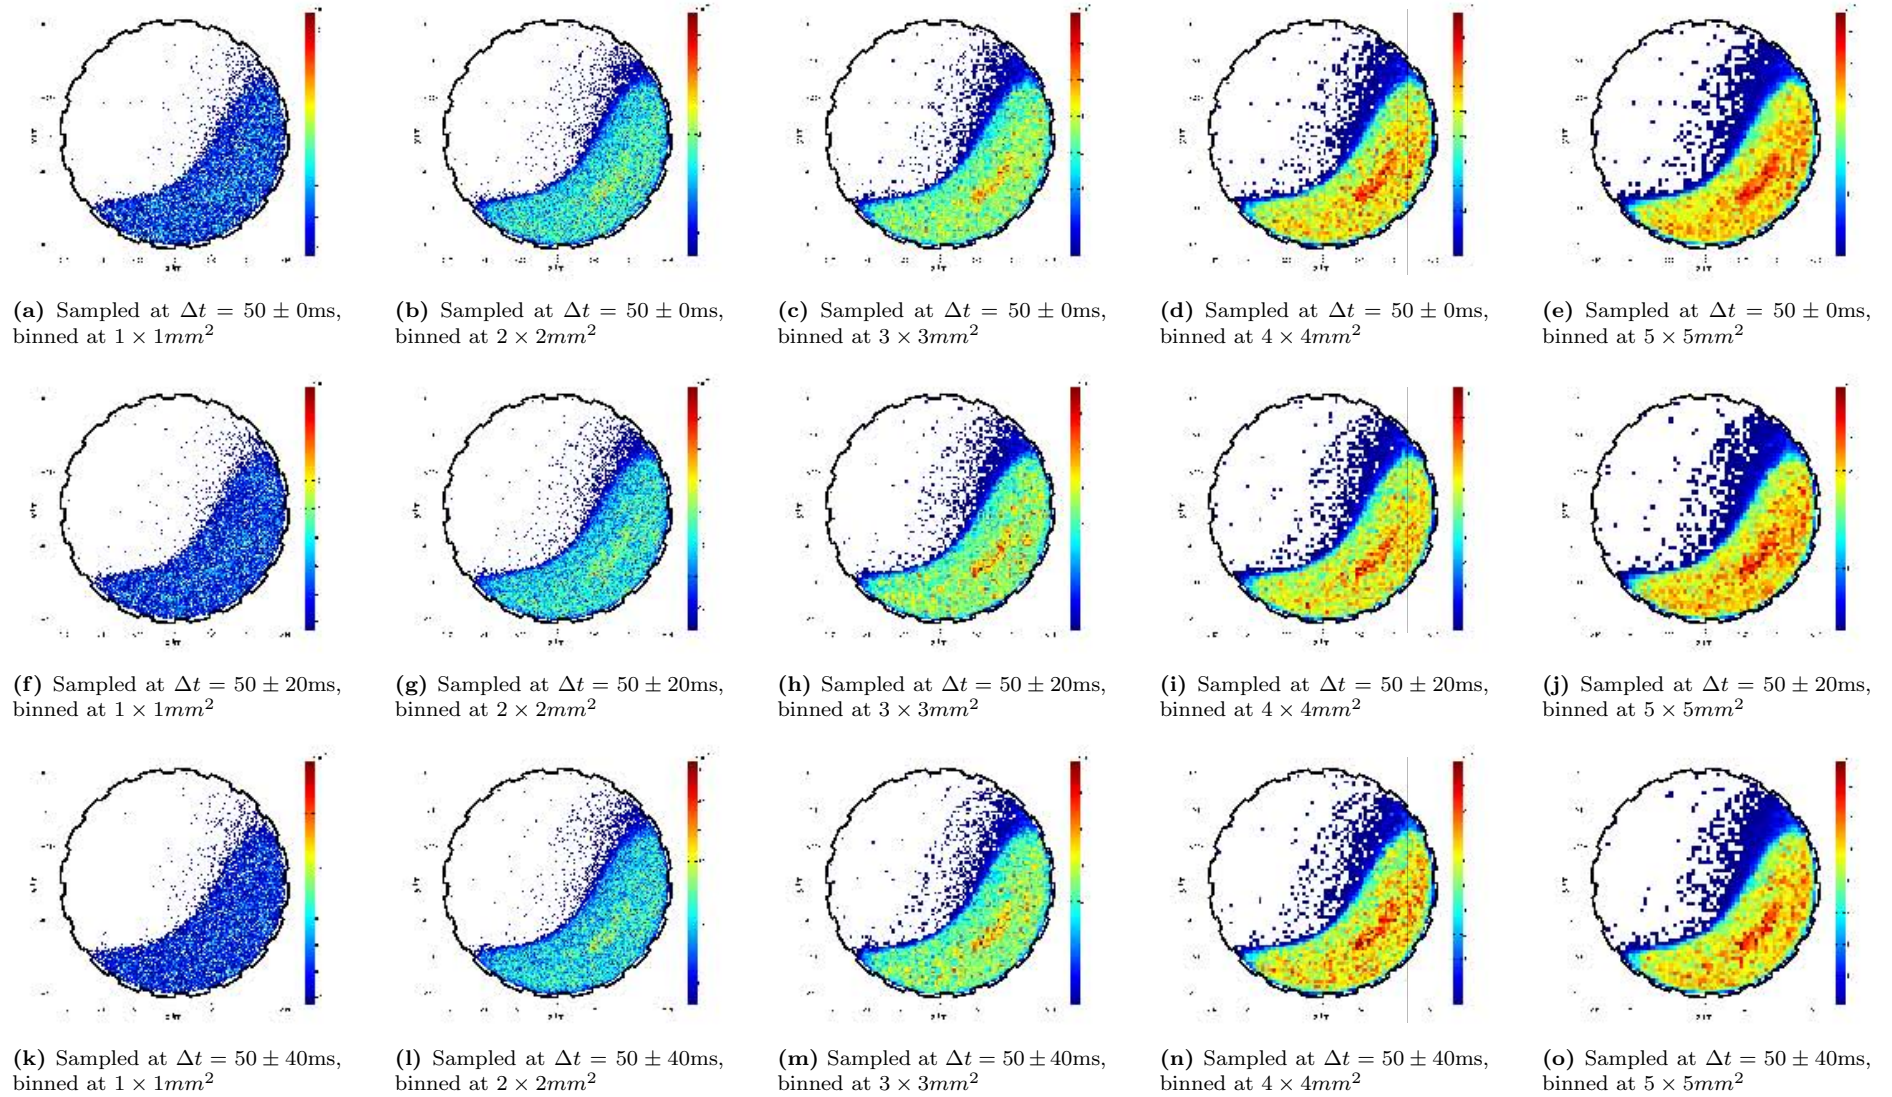 (a) Sampled at Δt = 50 ± 0ms,
binned at 1 × 1mm²
(b) Sampled at Δt = 50 ± 0ms,
binned at 2 × 2mm²
(c) Sampled at Δt = 50 ± 0ms,
binned at 3 × 3mm²
(d) Sampled at Δt = 50 ± 0ms,
binned at 4 × 4mm²
(e) Sampled at Δt = 50 ± 0ms,
binned at 5 × 5mm²
(f) Sampled at Δt = 50 ± 20ms,
binned at 1 × 1mm²
(g) Sampled at Δt = 50 ± 20ms,
binned at 2 × 2mm²
(h) Sampled at Δt = 50 ± 20ms,
binned at 3 × 3mm²
(i) Sampled at Δt = 50 ± 20ms,
binned at 4 × 4mm²
(j) Sampled at Δt = 50 ± 20ms,
binned at 5 × 5mm²
(k) Sampled at Δt = 50 ± 40ms,
binned at 1 × 1mm²
(l) Sampled at Δt = 50 ± 40ms,
binned at 2 × 2mm²
(m) Sampled at Δt = 50 ± 40ms,
binned at 3 × 3mm²
(n) Sampled at Δt = 50 ± 40ms,
binned at 4 × 4mm²
(o) Sampled at Δt = 50 ± 40ms,
binned at 5 × 5mm²